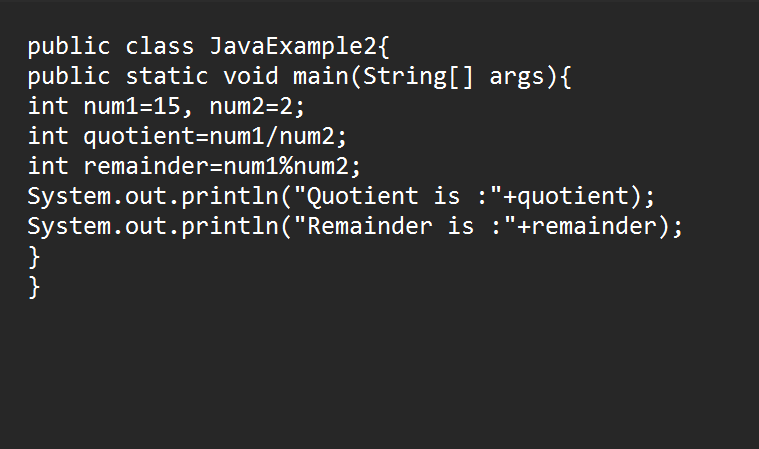 public class JavaExample2{
public static void main(String[] args){
int num1=15, num2=2;
int quotient=num1/num2;
int remainder=num1%num2;
System.out.println("Quotient is :"+quotient);
System.out.println("Remainder is :"+remainder);
}
}